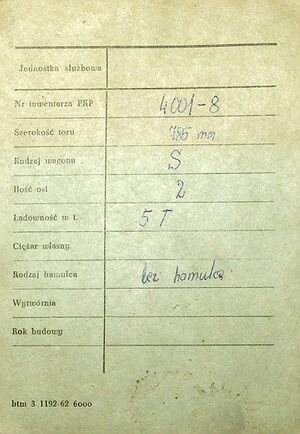 Jednostka służbowa
Nr inwentarza PKP 4001-8
Szerokość toru 785 mm
Rodzaj wagonu S
Ilość osi 2
Ładowność w t. 5 T
Ciężar własny
Rodzaj hamulca bez hamulca
Wytwórnia
Rok budowy
btm 3 1192-62 6000